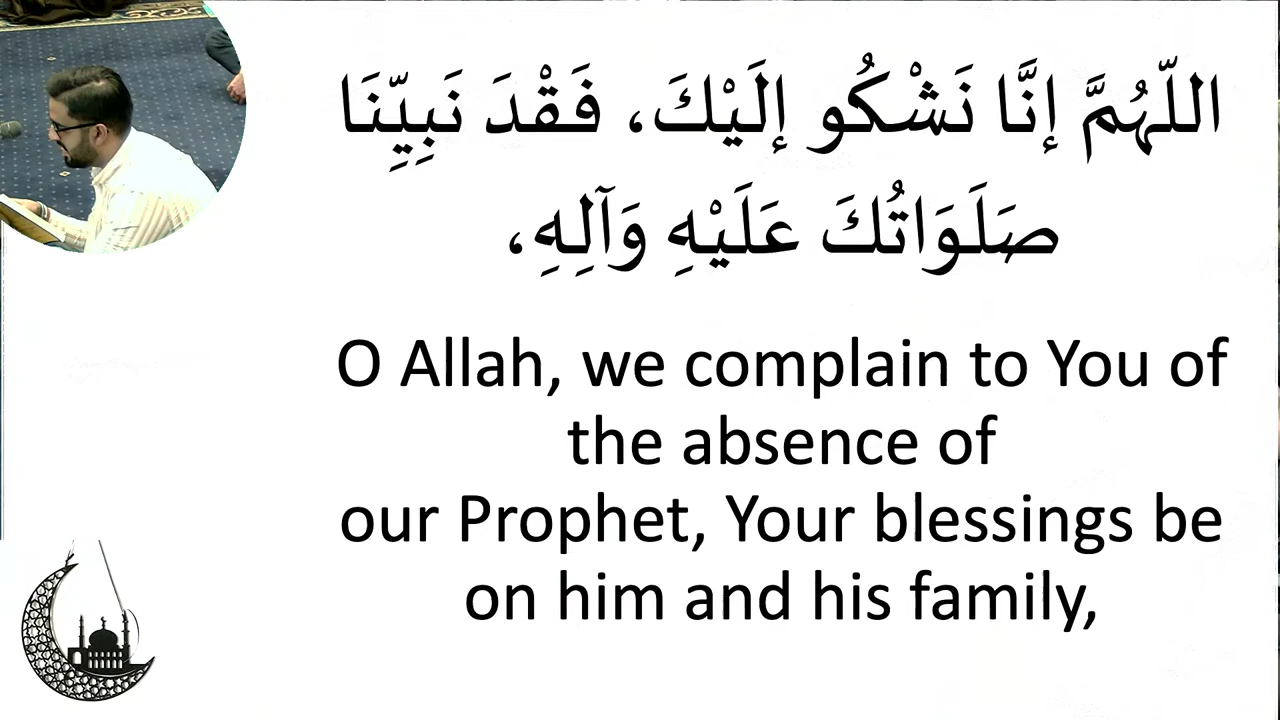 اللّهُمَّ إنَّا نَشْكُو إلَيْكَ، فَقْدَ نَبِيِّنَا
صَلَوَاتُكَ عَلَيْهِ وَآلِهِ،
O Allah, we complain to You of
the absence of
our Prophet, Your blessings be
on him and his family,